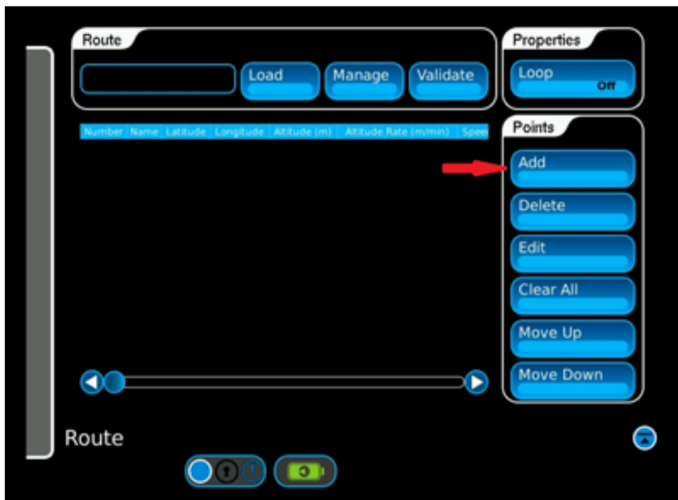 Route
Load
Manage
Validate
Properties
Loop
Off
Number Name Latitude Longitude Altitude (m) Altitude Rate (m/min) Spee
Points
Add
Delete
Edit
Clear All
Move Up
Move Down
Route